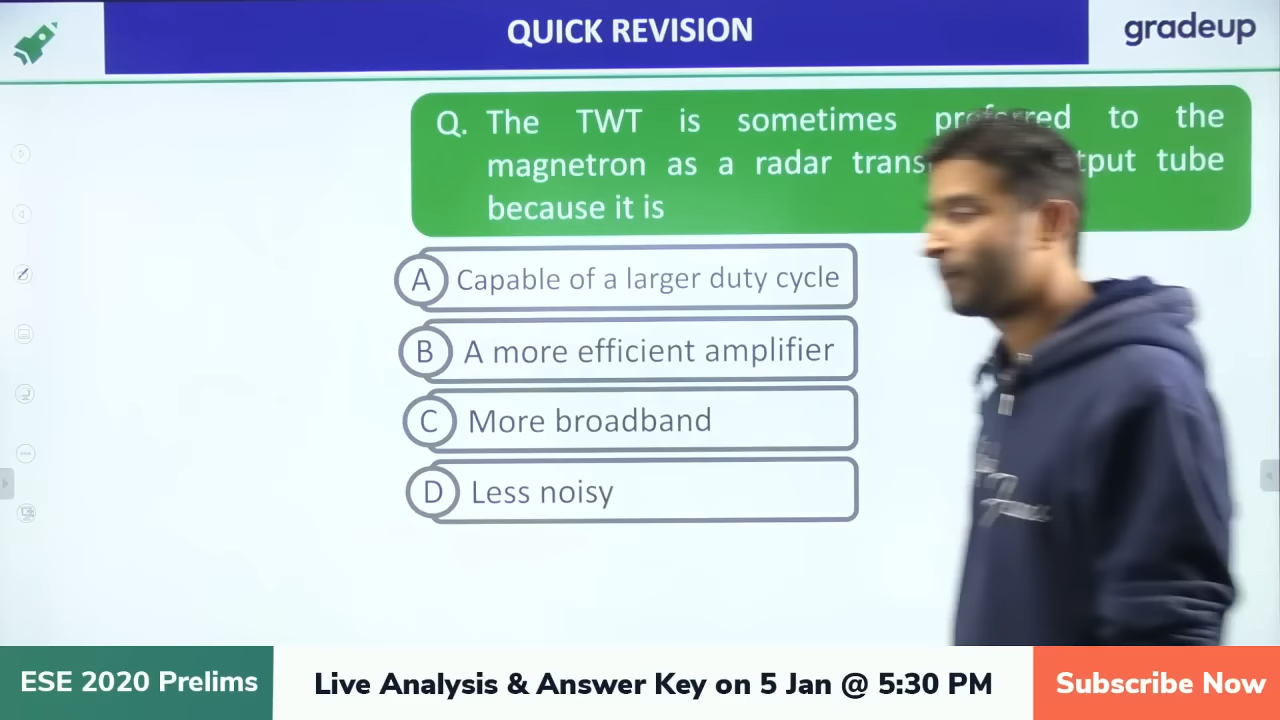 QUICK REVISION
gradeup
Q. The TWT is sometimes preferred to the
magnetron as a radar tube
because it is
A Capable of a larger duty cycle
B A more efficient amplifier
C More broadband
D Less noisy
ESE 2020 Prelims
Live Analysis & Answer Key on 5 Jan @ 5:30 PM
Subscribe Now